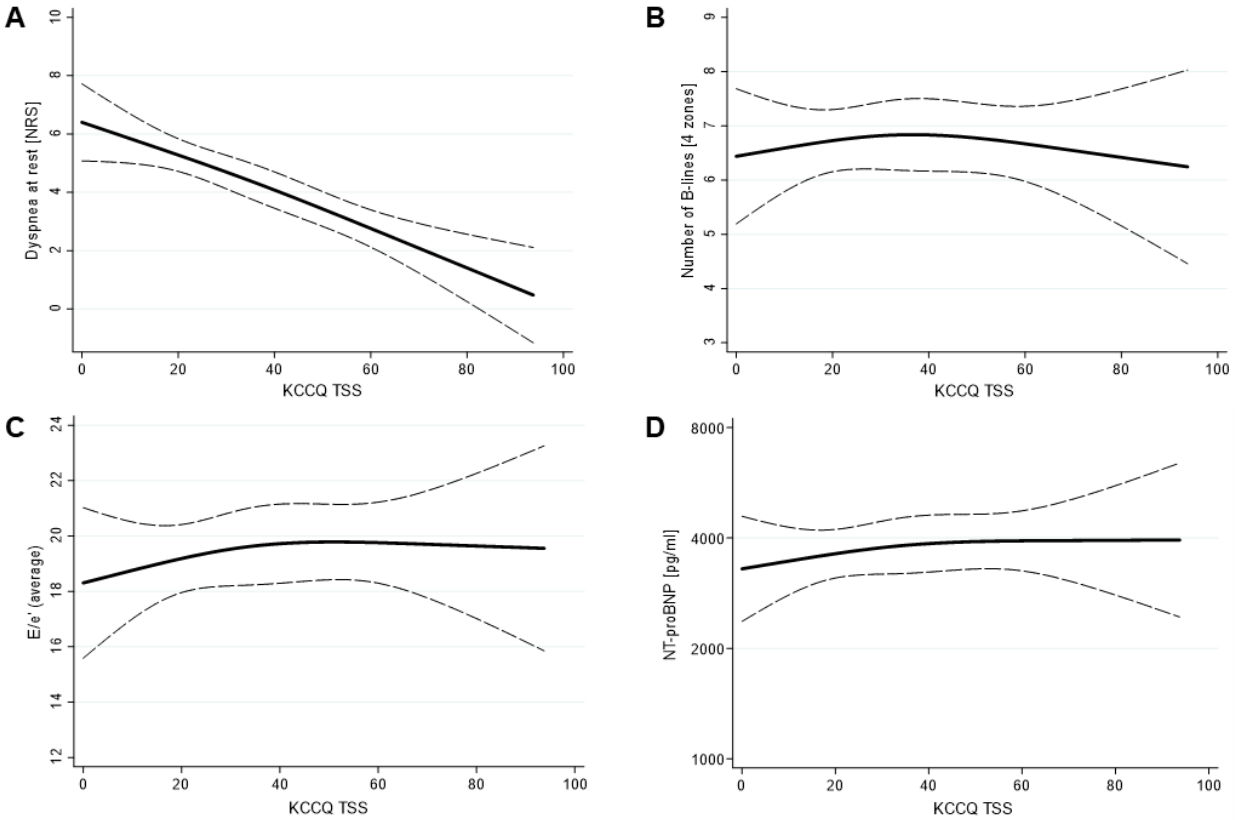 A
Dyspnea at rest [NRS]
10
8
6
4
2
0
0 20 40 60 80 100
KCCQ TSS
B
Number of B-lines [4 zones]
9
8
7
6
5
4
3
0 20 40 60 80 100
KCCQ TSS
C
E/e' (average)
24
22
20
18
16
14
12
0 20 40 60 80 100
KCCQ TSS
D
NT-proBNP [pg/ml]
8000
4000
2000
1000
0 20 40 60 80 100
KCCQ TSS